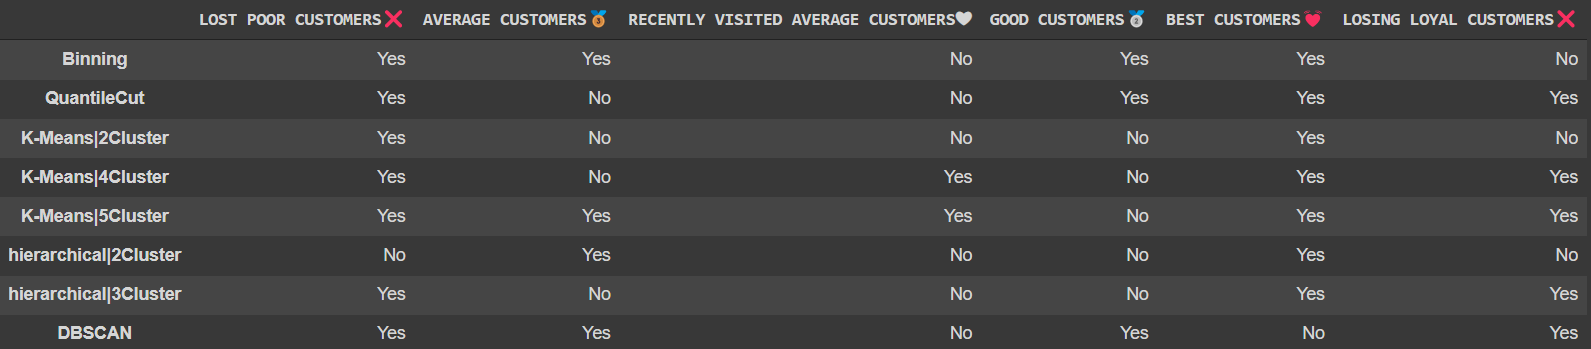 LOST POOR CUSTOMERS❌ AVERAGE CUSTOMERS🥉 RECENTLY VISITED AVERAGE CUSTOMERS🤍 GOOD CUSTOMERS🥈 BEST CUSTOMERS💓 LOSING LOYAL CUSTOMERS❌
Binning Yes Yes No Yes Yes No
QuantileCut Yes No No Yes Yes Yes
K-Means|2Cluster Yes No No No Yes No
K-Means|4Cluster Yes No Yes No Yes Yes
K-Means|5Cluster Yes Yes Yes No Yes Yes
hierarchical|2Cluster No Yes No No Yes No
hierarchical|3Cluster Yes No No No Yes Yes
DBSCAN Yes Yes No Yes No Yes